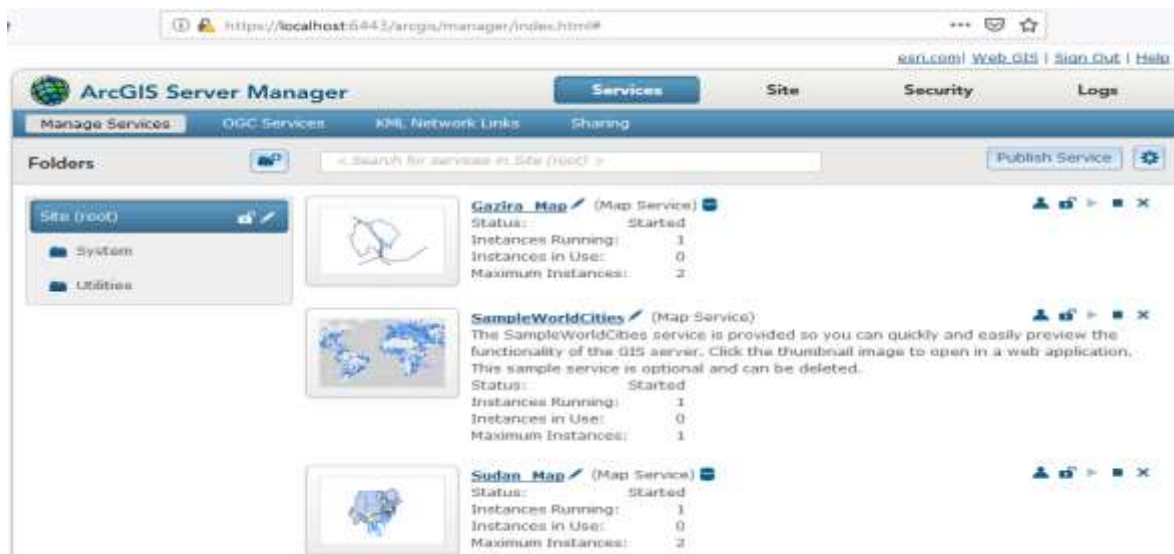 https://localhost:6443/arcgis/manager/index.html#
esri.com| Web GIS | Sign Out | Help
ArcGIS Server Manager Services Site Security Logs
Manage Services OGC Services KML Network Links Sharing
Folders < Search for services in Site (root) > Publish Service
Site (root)
System
Utilities
Gazira_Map (Map Service)
Status: Started
Instances Running: 1
Instances in Use: 0
Maximum Instances: 2
SampleWorldCities (Map Service)
The SampleWorldCities service is provided so you can quickly and easily preview the
functionality of the GIS server. Click the thumbnail image to open in a web application.
This sample service is optional and can be deleted.
Status: Started
Instances Running: 1
Instances in Use: 0
Maximum Instances: 1
Sudan_Map (Map Service)
Status: Started
Instances Running: 1
Instances in Use: 0
Maximum Instances: 2